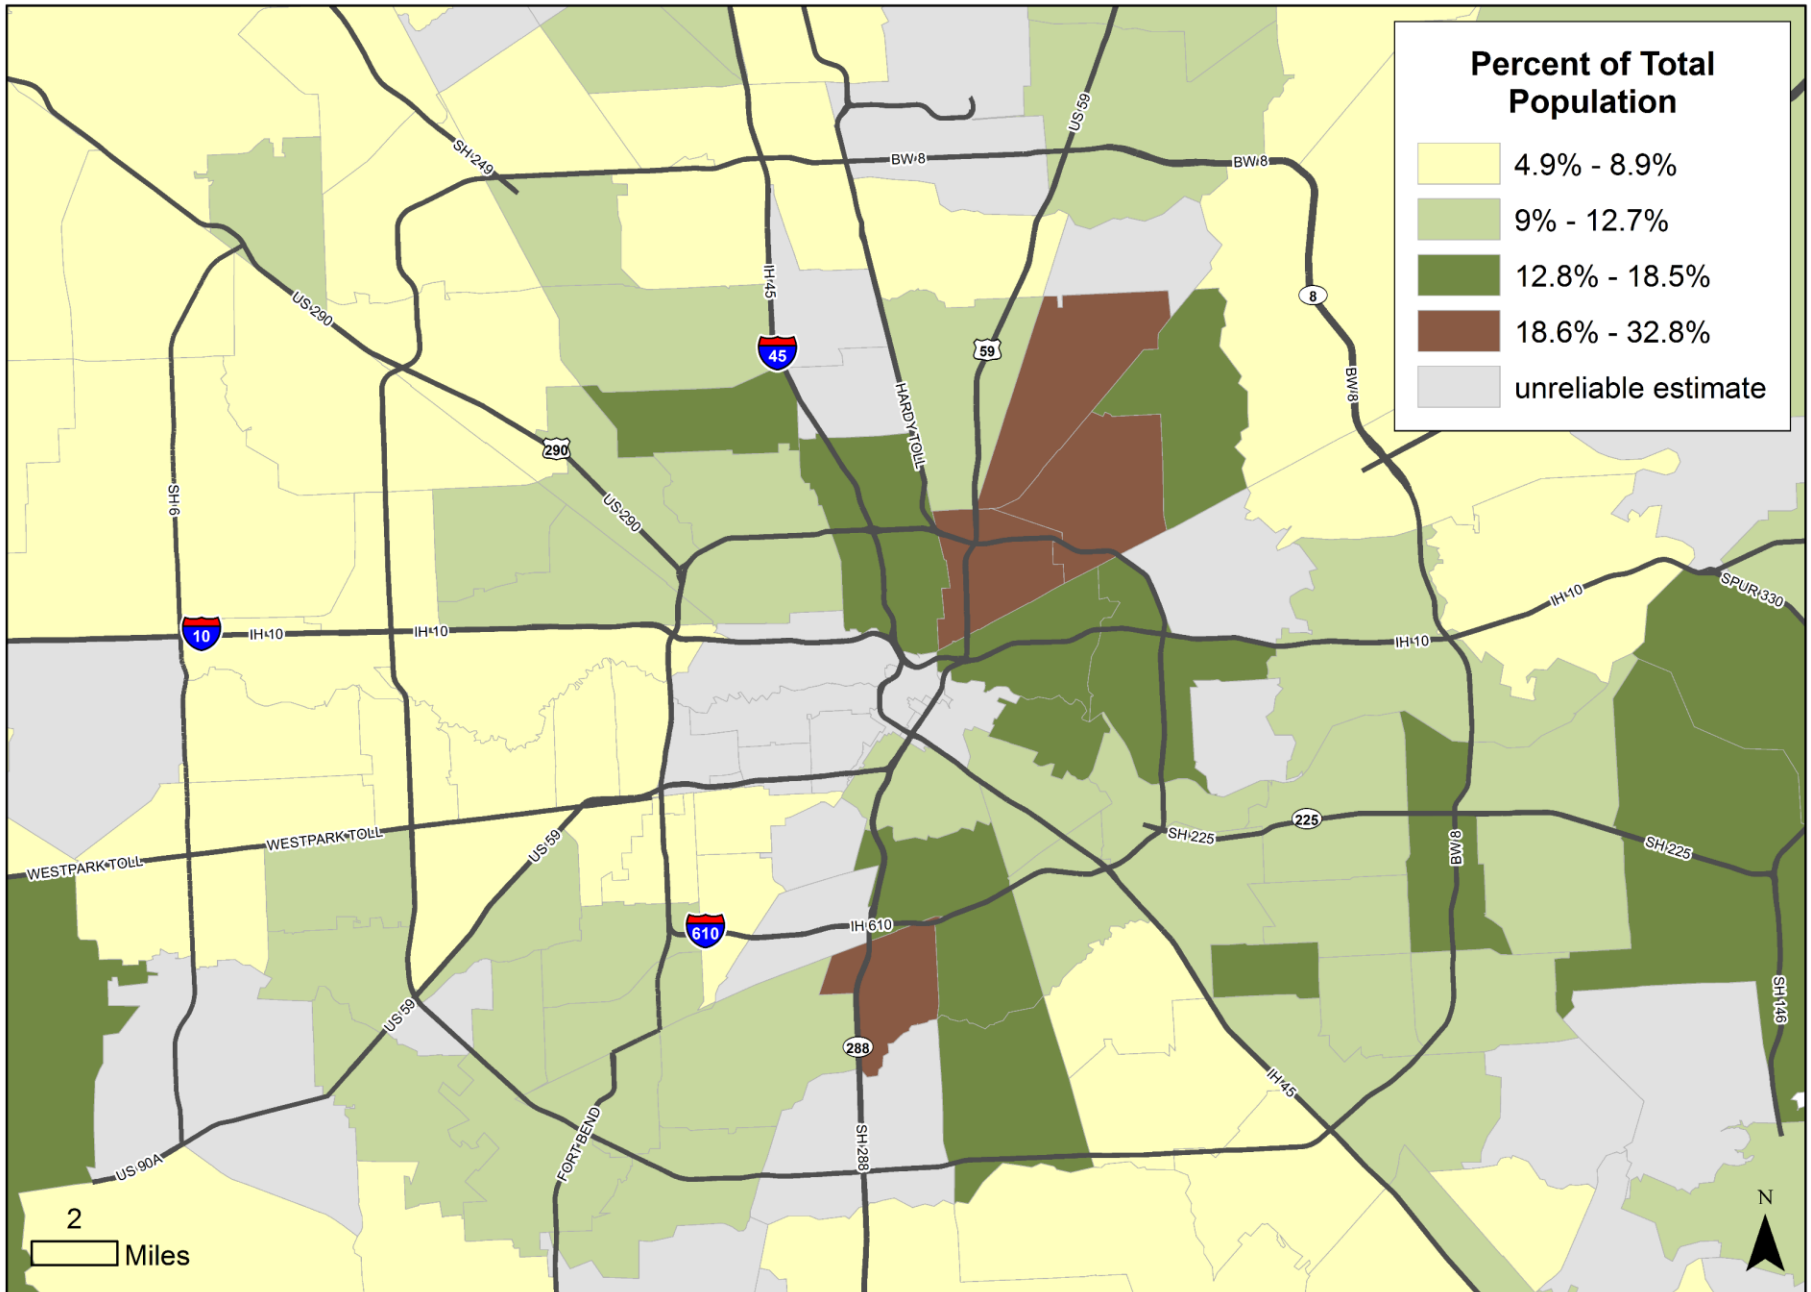 Percent of Total
Population
4.9% - 8.9%
9% - 12.7%
12.8% - 18.5%
18.6% - 32.8%
unreliable estimate
SH 249
US 59
BW 8
BW 8
IH 45
8
US 290
45
59
HARDY TOLL
BW 8
290
SH 6
US 290
10
IH 10
IH 10
IH 10
IH 10
SPUR 330
WESTPARK TOLL
WESTPARK TOLL
US 59
SH 225
225
BW 8
SH 225
610
IH 610
US 59
288
SH 146
IH 45
FORT BEND
SH 288
US 90A
2
Miles
N